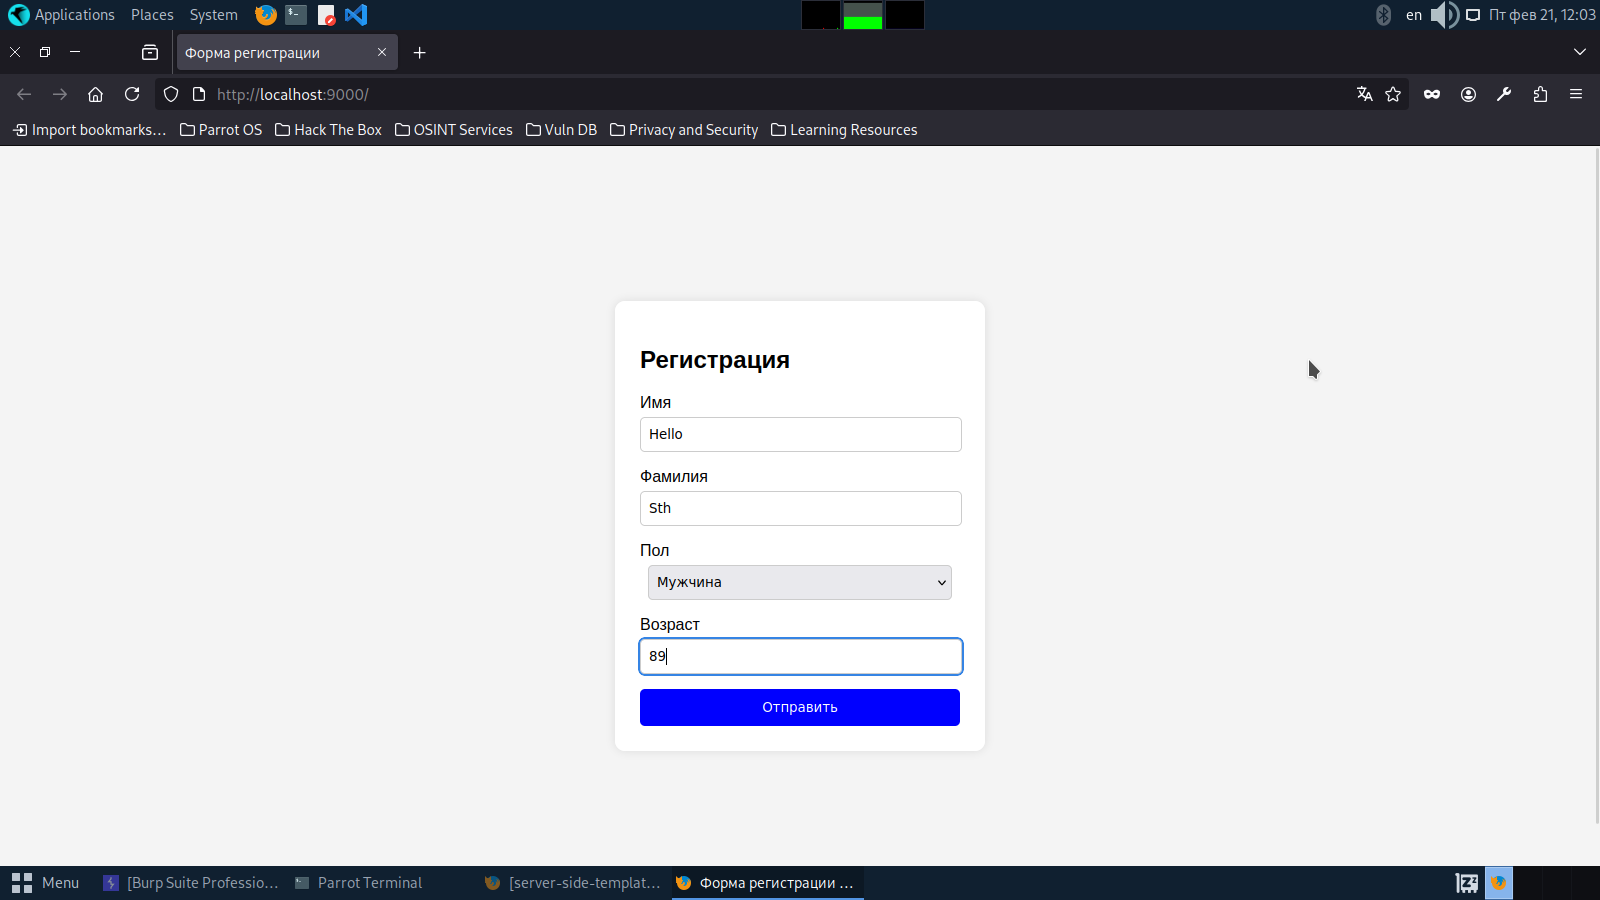 Applications Places System
en Пт фев 21, 12:03
Форма регистрации
http://localhost:9000/
Import bookmarks... Parrot OS Hack The Box OSINT Services Vuln DB Privacy and Security Learning Resources
Регистрация
Имя
Hello
Фамилия
Sth
Пол
Мужчина
Возраст
89
Отправить
Menu [Burp Suite Professio... Parrot Terminal [server-side-templat... Форма регистрации ...